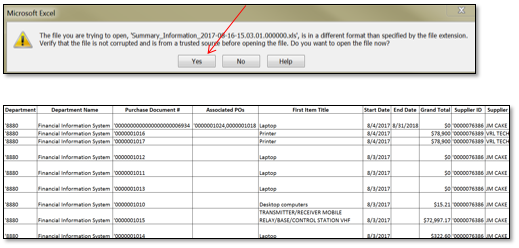 Microsoft Excel
The file you are trying to open, 'Summary_Information_2017-08-16-15.03.01.000000.xls', is in a different format than specified by the file extension.
Verify that the file is not corrupted and is from a trusted source before opening the file. Do you want to open the file now?
Yes No Help
Department Department Name Purchase Document # Associated POs First Item Title Start Date End Date Grand Total Supplier ID Supplier
'8880 Financial Information System '0000001024,0000001018 Laptop 8/4/2017 8/31/2018 $0 '0000076386 JM CAKE
'8880 Financial Information System '0000001016 Printer 8/4/2017 $78,900 '0000076389 VRL TECH
'8880 Financial Information System '0000001017 Printer 8/4/2017 $78,900 '0000076389 VRL TECH
'8880 Financial Information System '0000001012 Laptop 8/3/2017 $0 '0000076386 JM CAKE
'8880 Financial Information System '0000001011 Laptop 8/3/2017 $0 '0000076386 JM CAKE
'8880 Financial Information System '0000001013 Laptop 8/3/2017 $0 '0000076386 JM CAKE
'8880 Financial Information System '0000001010 Desktop computers 8/3/2017 $15.21 '0000076386 JM CAKE
TRANSMITTER/RECEIVER MOBILE
'8880 Financial Information System '0000001015 RELAY/BASE/CONTROL STATION VHF 8/3/2017 $72,997.17 '0000076386 JM CAKE
'8880 Financial Information System '0000001014 Laptop 8/3/2017 $322.60 '0000076386 JM CAKE